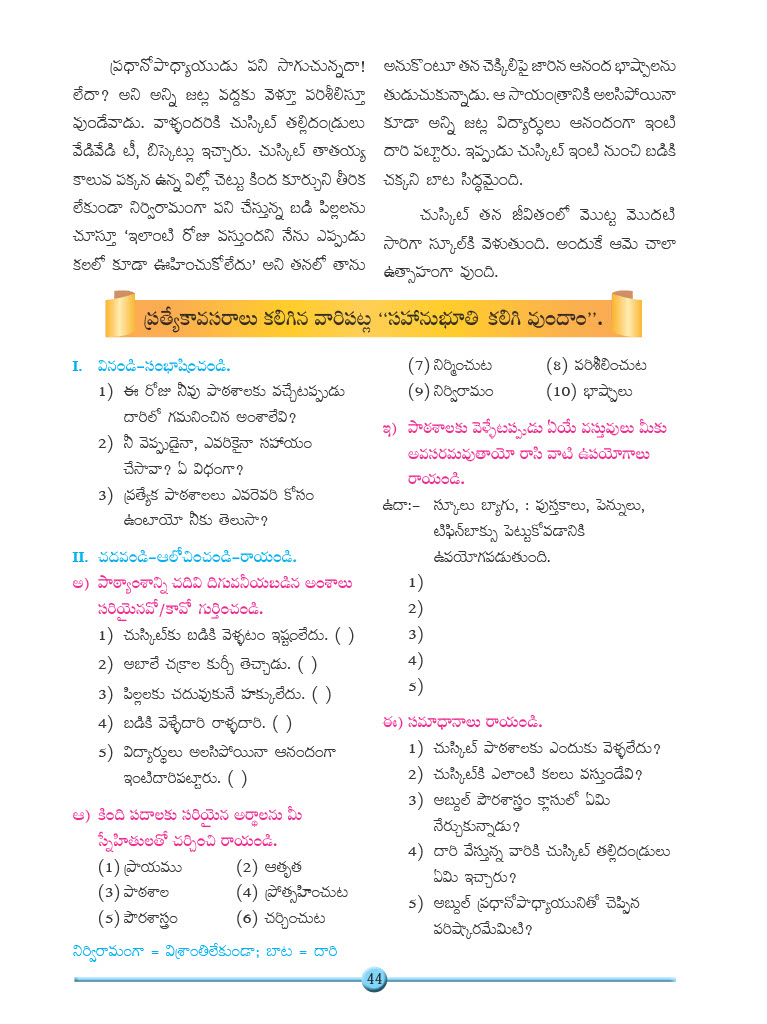 ప్రధానోపాధ్యాయుడు పని సాగుచున్నదా!
లేదా? అని అన్ని జట్ల వద్దకు వెళ్తూ పరిశీలిస్తూ
వుండేవాడు. వాళ్ళందరికి చుస్కిట్ తల్లిదండ్రులు
వేడివేడి టీ, బిస్కెట్లు ఇచ్చారు. చుస్కిట్ తాతయ్య
కాలువ పక్కన ఉన్న విల్లో చెట్టు కింద కూర్చుని తీరిక
లేకుండా నిర్విరామంగా పని చేస్తున్న బడి పిల్లలను
చూస్తూ ‘ఇలాంటి రోజు వస్తుందని నేను ఎప్పుడు
కలలో కూడా ఊహించుకోలేదు’ అని తనలో తాను
అనుకొంటూ తన చెక్కిలిపై జారిన ఆనంద భాష్పాలను
తుడుచుకున్నాడు. ఆ సాయంత్రానికి అలసిపోయినా
కూడా అన్ని జట్ల విద్యార్థులు ఆనందంగా ఇంటి
దారి పట్టారు. ఇప్పుడు చుస్కిట్ ఇంటి నుంచి బడికి
చక్కని బాట సిద్ధమైంది.
చుస్కిట్ తన జీవితంలో మొట్ట మొదటి
సారిగా స్కూల్‌కి వెళుతుంది. అందుకే ఆమె చాలా
ఉత్సాహంగా వుంది.
ప్రత్యేకావసరాలు కలిగిన వారిపట్ల “సహానుభూతి కలిగి వుందాం”.
I. వినండి-సంభాషించండి.
1) ఈ రోజు నీవు పాఠశాలకు వచ్చేటప్పుడు
దారిలో గమనించిన అంశాలేవి?
2) నీ వెప్పుడైనా, ఎవరికైనా సహాయం
చేసావా? ఏ విధంగా?
3) ప్రత్యేక పాఠశాలలు ఎవరెవరి కోసం
ఉంటాయో నీకు తెలుసా?
II. చదవండి-ఆలోచించండి-రాయండి.
అ) పాఠ్యాంశాన్ని చదివి దిగువనీయబడిన అంశాలు
సరియైనవో/కావో గుర్తించండి.
1) చుస్కిట్‌కు బడికి వెళ్ళటం ఇష్టంలేదు. ( )
2) అబాలే చక్రాల కుర్చీ తెచ్చాడు. ( )
3) పిల్లలకు చదువుకునే హక్కులేదు. ( )
4) బడికి వెళ్ళేదారి రాళ్ళదారి. ( )
5) విద్యార్థులు అలసిపోయినా ఆనందంగా
ఇంటిదారిపట్టారు. ( )
ఆ) కింది పదాలకు సరియైన అర్థాలను మీ
స్నేహితులతో చర్చించి రాయండి.
(1) ప్రాయము (2) ఆతృత
(3) పాఠశాల (4) ప్రోత్సహించుట
(5) పౌరశాస్త్రం (6) చర్చించుట
నిర్విరామంగా = విశ్రాంతిలేకుండా; బాట = దారి
(7) నిర్మించుట (8) పరిశీలించుట
(9) నిర్విరామం (10) భాష్పాలు
ఇ) పాఠశాలకు వెళ్ళేటప్పుడు ఏయే వస్తువులు మీకు
అవసరమవుతాయో రాసి వాటి ఉపయోగాలు
రాయండి.
ఉదా:– స్కూలు బ్యాగు, : పుస్తకాలు, పెన్నులు,
టిఫిన్‌బాక్సు పెట్టుకోవడానికి
ఉపయోగపడుతుంది.
1)
2)
3)
4)
5)
ఈ) సమాధానాలు రాయండి.
1) చుస్కిట్ పాఠశాలకు ఎందుకు వెళ్ళలేదు?
2) చుస్కిట్‌కి ఎలాంటి కలలు వస్తుండేవి?
3) అబ్దుల్ పౌరశాస్త్రం క్లాసులో ఏమి
నేర్చుకున్నాడు?
4) దారి వేస్తున్న వారికి చుస్కిట్ తల్లిదండ్రులు
ఏమి ఇచ్చారు?
5) అబ్దుల్ ప్రధానోపాధ్యాయునితో చెప్పిన
పరిష్కారమేమిటి?
44